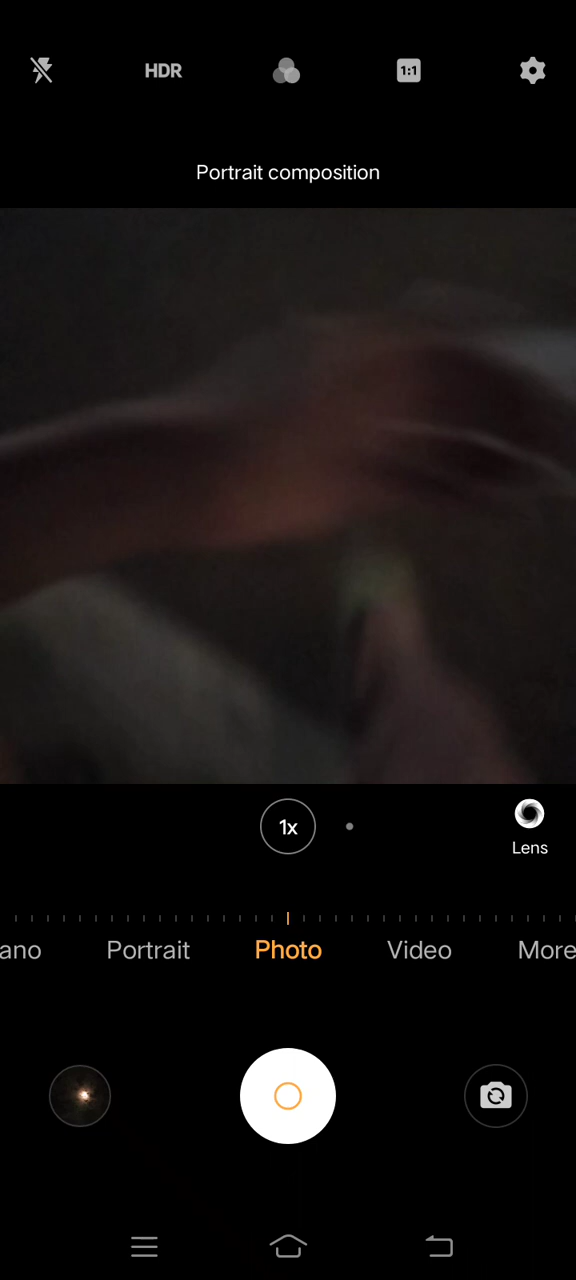 HDR
1:1
Portrait composition
1x
Lens
ano Portrait Photo Video More